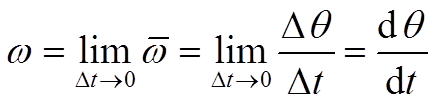 ω = lim_{Δt→0} ω̅ = lim_{Δt→0} Δθ/Δt = dθ/dt